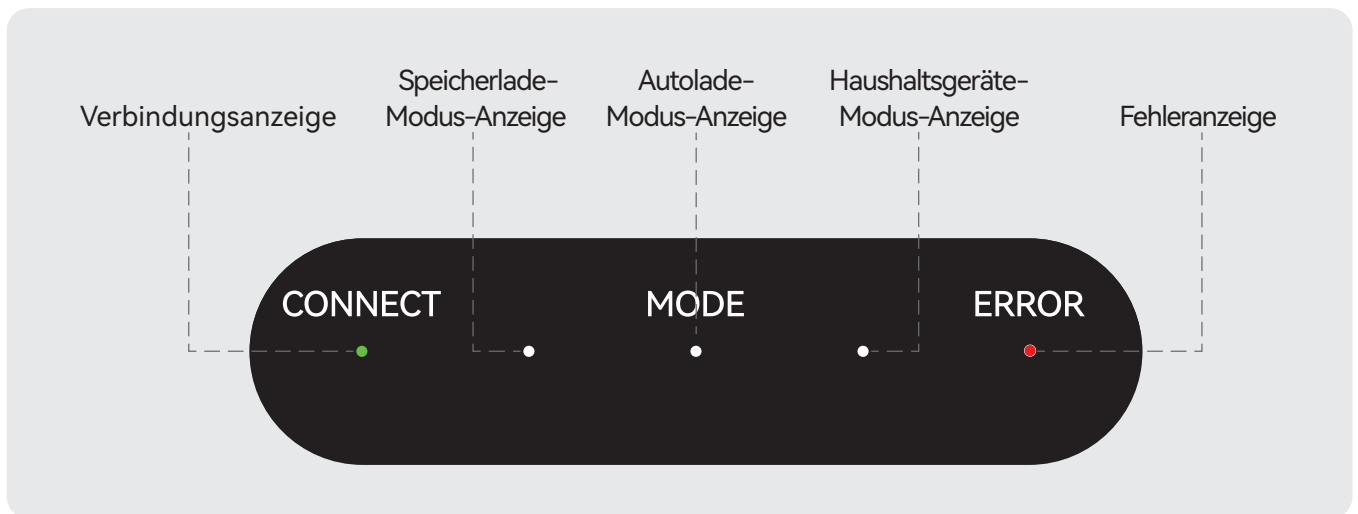 Verbindungsanzeige
Speicherlade-
Modus-Anzeige
Autolade-
Modus-Anzeige
Haushaltsgeräte-
Modus-Anzeige
Fehleranzeige
CONNECT
MODE
ERROR